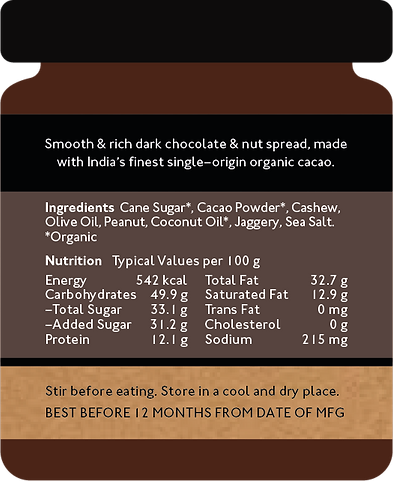 Smooth & rich dark chocolate & nut spread, made
with India's finest single–origin organic cacao.
Ingredients Cane Sugar*, Cacao Powder*, Cashew,
Olive Oil, Peanut, Coconut Oil*, Jaggery, Sea Salt.
*Organic
Nutrition Typical Values per 100 g
Energy 542 kcal Total Fat 32.7 g
Carbohydrates 49.9 g Saturated Fat 12.9 g
–Total Sugar 33.1 g Trans Fat 0 mg
–Added Sugar 31.2 g Cholesterol 0 g
Protein 12.1 g Sodium 215 mg
Stir before eating. Store in a cool and dry place.
BEST BEFORE 12 MONTHS FROM DATE OF MFG